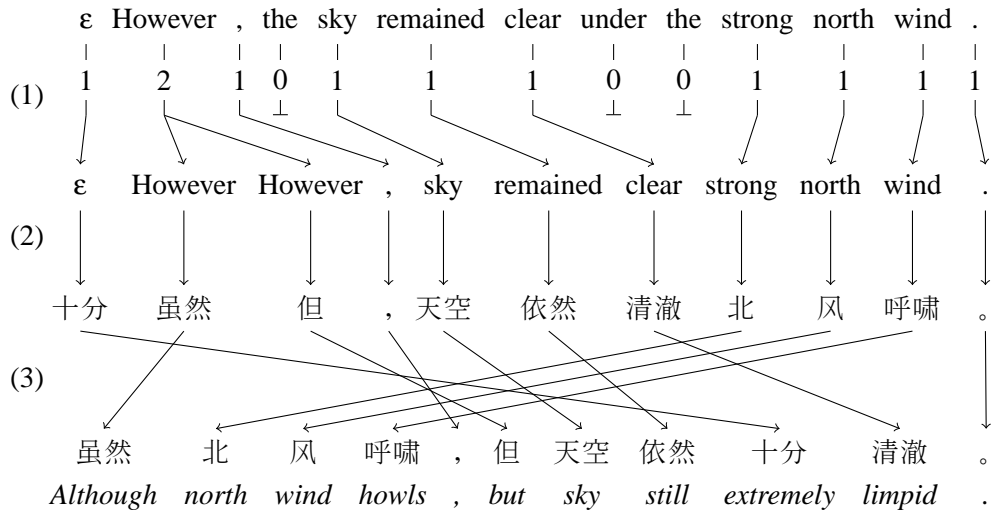 ε However , the sky remained clear under the strong north wind .
(1) 1 2 1 0 1 1 1 0 0 1 1 1 1
ε However However , sky remained clear strong north wind .
(2)
十分 虽然 但 , 天空 依然 清澈 北 风 呼啸 。
(3)
虽然 北 风 呼啸 , 但 天空 依然 十分 清澈 。
Although north wind howls , but sky still extremely limpid .